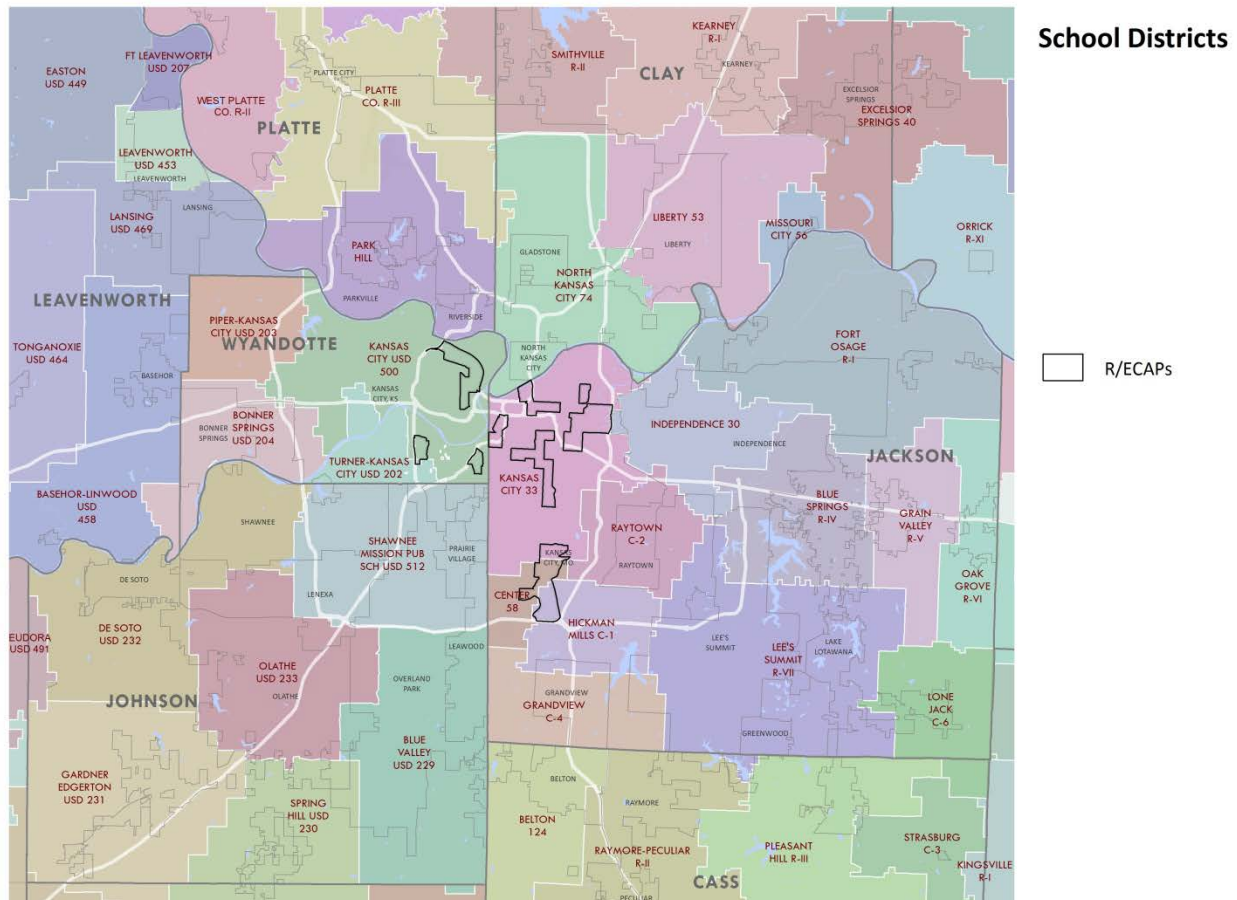 School Districts
R/ECAPs
EASTON
USD 449
FT LEAVENWORTH
USD 207
WEST PLATTE
CO. R-II
PLATTE
PLATTE CITY
PLATTE
CO. R-III
SMITHVILLE
R-II
CLAY
KEARNEY
R-I
KEARNEY
EXCELSIOR
SPRINGS
EXCELSIOR
SPRINGS 40
LEAVENWORTH
USD 453
LEAVENWORTH
LANSING
LANSING
USD 469
PARK
HILL
LIBERTY 53
LIBERTY
MISSOURI
CITY 56
ORRICK
R-XI
GLADSTONE
NORTH
KANSAS
CITY 74
LEAVENWORTH
PARKVILLE
RIVERSIDE
PIPER-KANSAS
CITY USD 203
WYANDOTTE
KANSAS
CITY USD
500
NORTH
KANSAS
CITY
FORT
OSAGE
R-I
TONGANOXIE
USD 464
BASEHOR
KANSAS
CITY, KS
BONNER
SPRINGS
BONNER
SPRINGS
USD 204
INDEPENDENCE 30
INDEPENDENCE
JACKSON
TURNER-KANSAS
CITY USD 202
KANSAS
CITY 33
BASEHOR-LINWOOD
USD
458
BLUE
SPRINGS
R-IV
GRAIN
VALLEY
R-V
SHAWNEE
SHAWNEE
MISSION PUB
SCH USD 512
PRAIRIE
VILLAGE
RAYTOWN
C-2
RAYTOWN
KANSAS
CITY, MO
OAK
GROVE
R-VI
DE SOTO
LENEXA
CENTER
58
EUDORA
USD 491
DE SOTO
USD 232
HICKMAN
MILLS C-1
LEE'S
SUMMIT
LEE'S
SUMMIT
R-VII
LAKE
LOTAWANA
LEAWOOD
OLATHE
USD 233
OLATHE
OVERLAND
PARK
JOHNSON
GRANDVIEW
GRANDVIEW
C-4
LONE
JACK
C-6
GREENWOOD
BLUE
VALLEY
USD 229
GARDNER
EDGERTON
USD 231
SPRING
HILL USD
230
BELTON
BELTON
124
RAYMORE
RAYMORE-PECULIAR
R-II
PLEASANT
HILL R-III
STRASBURG
C-3
KINGSVILLE
R-I
CASS
PECULIAR